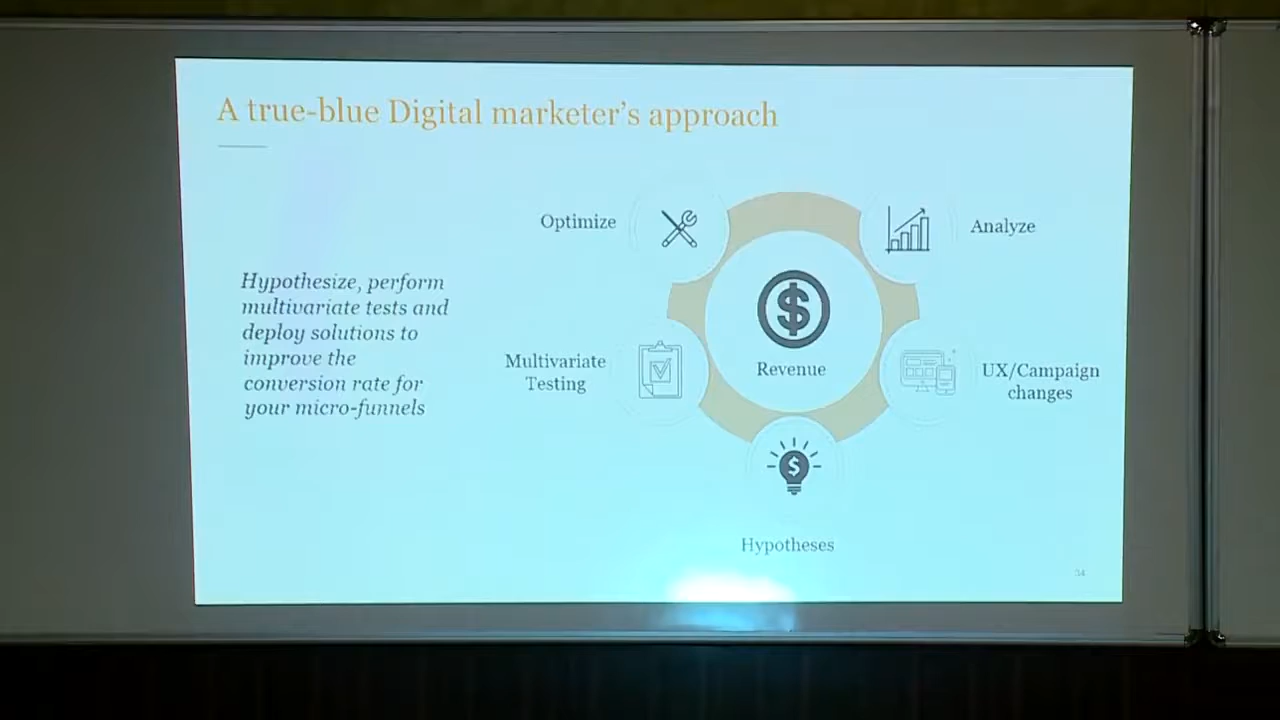 A true-blue Digital marketer's approach
Hypothesize, perform
multivariate tests and
deploy solutions to
improve the
conversion rate for
your micro-funnels
Optimize
Analyze
Multivariate
Testing
Revenue
UX/Campaign
changes
Hypotheses
34